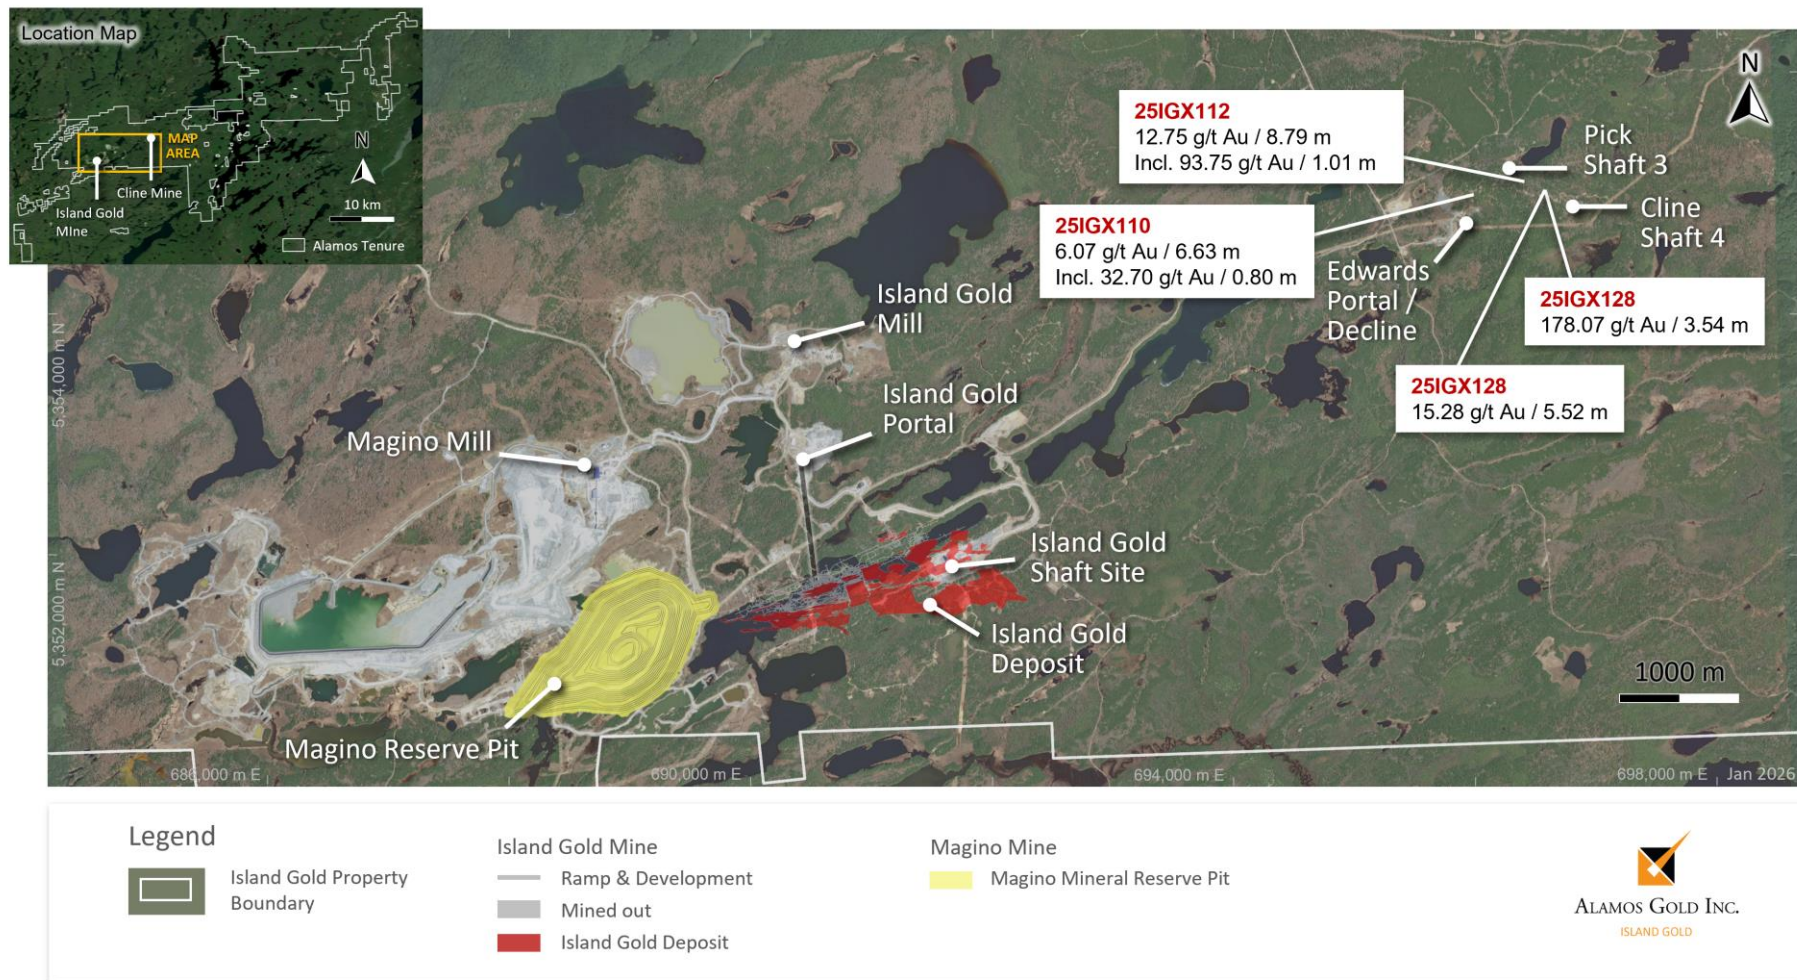 Location Map
N
MAP
AREA
Cline Mine
Island Gold
MIne
10 km
Alamos Tenure
N
25IGX112
12.75 g/t Au / 8.79 m
Incl. 93.75 g/t Au / 1.01 m
Pick
Shaft 3
25IGX110
6.07 g/t Au / 6.63 m
Incl. 32.70 g/t Au / 0.80 m
Cline
Shaft 4
Edwards
Portal /
Decline
25IGX128
178.07 g/t Au / 3.54 m
25IGX128
15.28 g/t Au / 5.52 m
Island Gold
Mill
Island Gold
Portal
Magino Mill
Island Gold
Shaft Site
Island Gold
Deposit
Magino Reserve Pit
1000 m
5,354,000 m N
5,352,000 m N
686,000 m E
690,000 m E
694,000 m E
698,000 m E
Jan 2026
Legend
Island Gold Property
Boundary
Island Gold Mine
Ramp & Development
Mined out
Island Gold Deposit
Magino Mine
Magino Mineral Reserve Pit
ALAMOS GOLD INC.
ISLAND GOLD